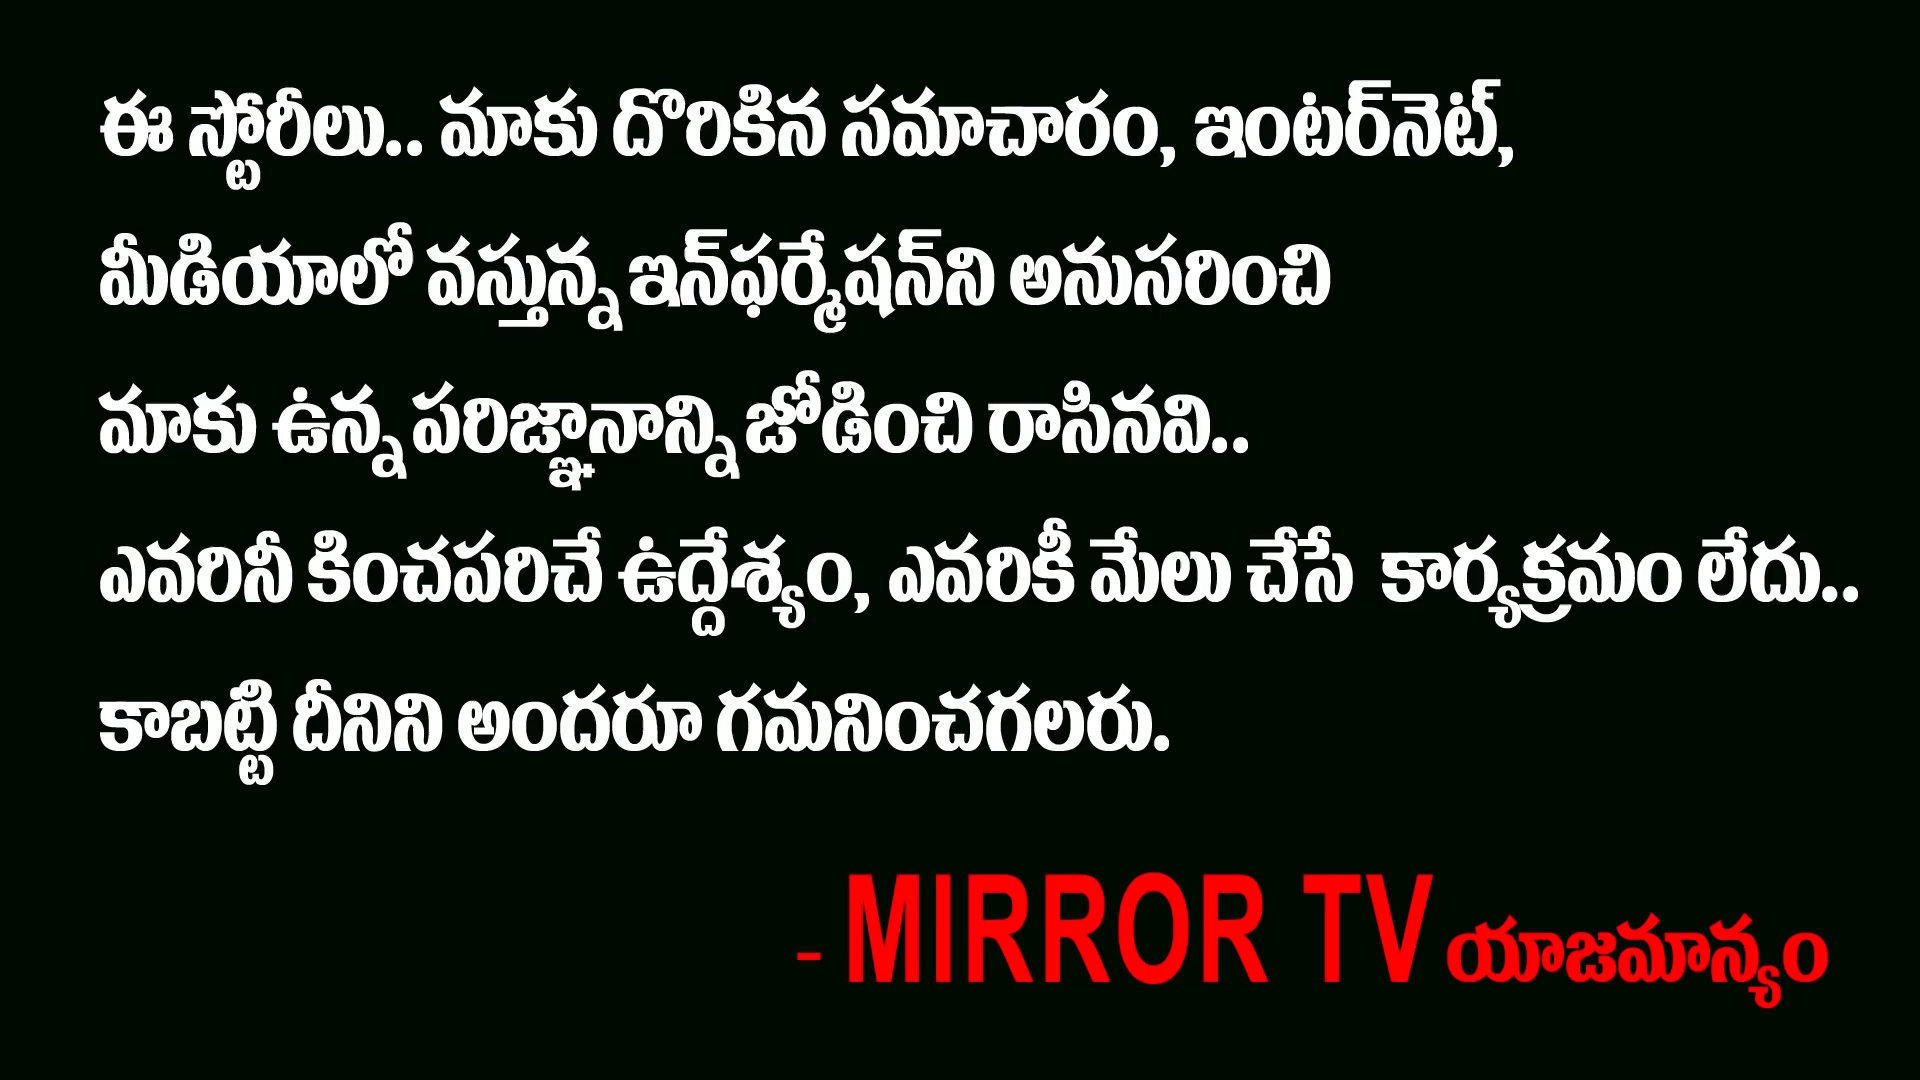 ఈ స్టోరీలు.. మాకు దొరికిన సమాచారం, ఇంటర్‌నెట్,
మీడియాలో వస్తున్న ఇన్‌ఫర్మేషన్‌ని అనుసరించి
మాకు ఉన్న పరిజ్ఞానాన్ని జోడించి రాసినవి..
ఎవరినీ కించపరిచే ఉద్దేశ్యం, ఎవరికీ మేలు చేసే కార్యక్రమం లేదు..
కాబట్టి దీనిని అందరూ గమనించగలరు.
- MIRROR TV యాజమాన్యం